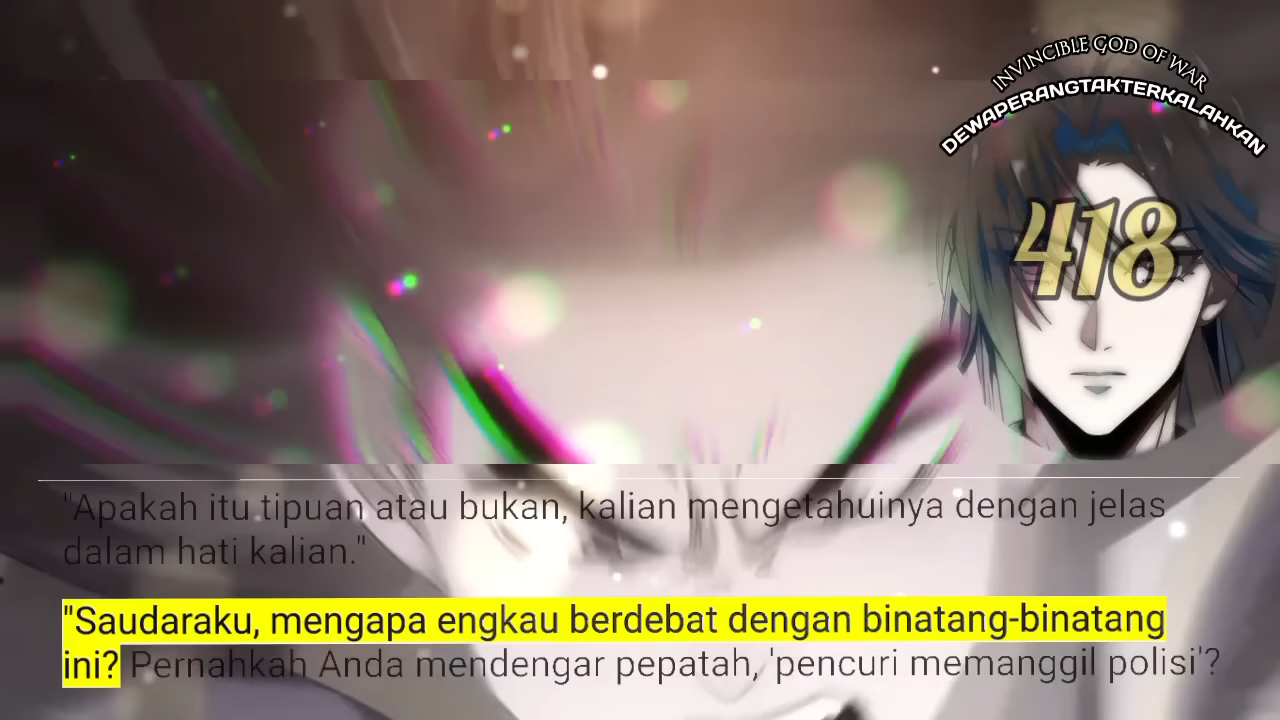 INVINCIBLE GOD OF WAR
DEWAPERANGTAKTERKALAHKAN
418
"Apakah itu tipuan atau bukan, kalian mengetahuinya dengan jelas
dalam hati kalian."
"Saudaraku, mengapa engkau berdebat dengan binatang-binatang
ini? Pernahkah Anda mendengar pepatah, 'pencuri memanggil polisi'?